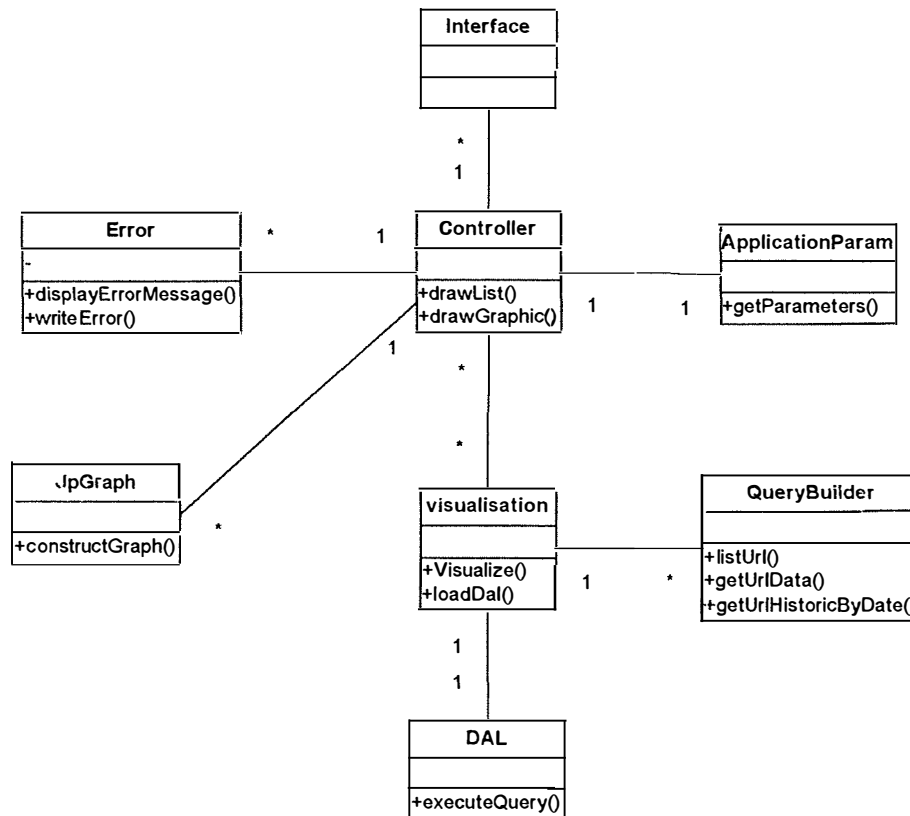 Interface
*
1
Error
*
1
Controller
ApplicationParam
-
+displayErrorMessage()
+writeError()
+drawList()
+drawGraphic()
1
1
+getParameters()
1
*
*
JpGraph
+constructGraph()
*
visualisation
+Visualize()
+loadDal()
1
*
QueryBuilder
+listUrl()
+getUrlData()
+getUrlHistoricByDate()
1
1
DAL
+executeQuery()